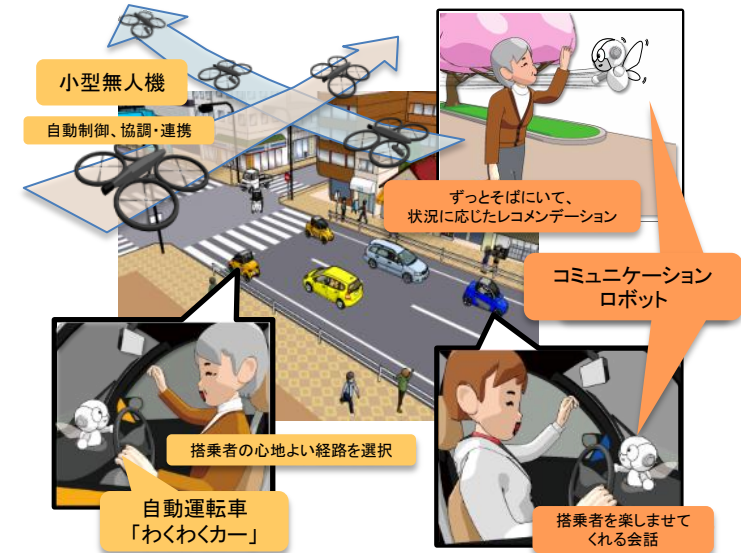 小型無人機
自動制御、協調・連携
ずっとそばにいて、
状況に応じたレコメンデーション
コミュニケーション
ロボット
搭乗者の心地よい経路を選択
自動運転車
「わくわくカー」
搭乗者を楽しませて
くれる会話